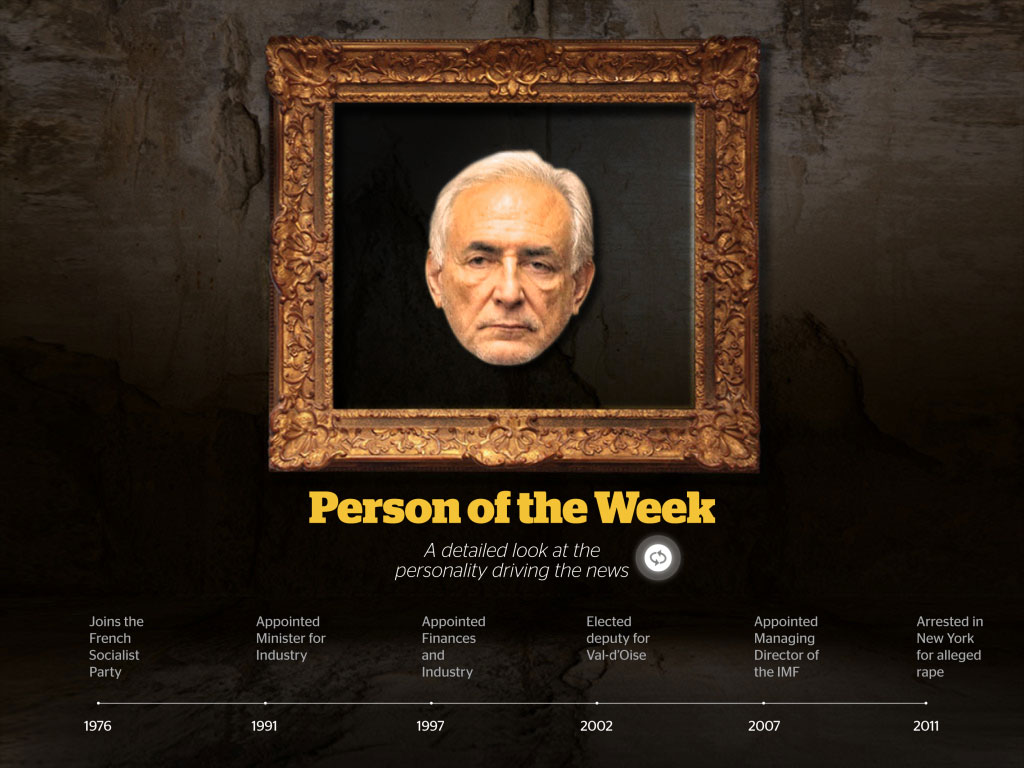 Person of the Week
A detailed look at the
personality driving the news
Joins the
French
Socialist
Party
Appointed
Minister for
Industry
Appointed
Finances
and
Industry
Elected
deputy for
Val-d'Oise
Appointed
Managing
Director of
the IMF
Arrested in
New York
for alleged
rape
1976
1991
1997
2002
2007
2011